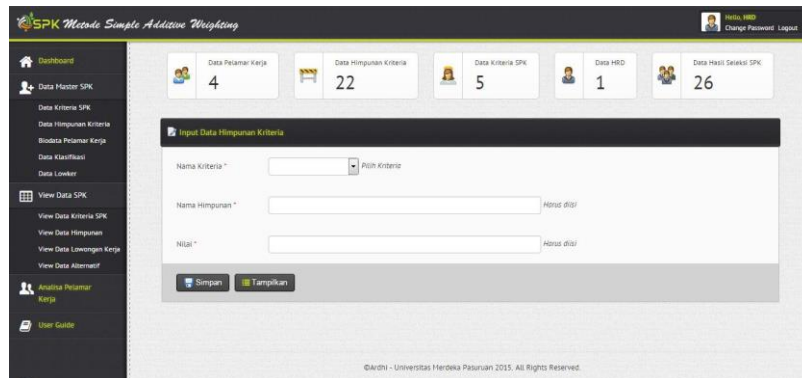 SPK Metode Simple Additive Weighting
Hello, HRD
Change Password Logout
Dashboard
Data Master SPK
Data Kriteria SPK
Data Himpunan Kriteria
Biodata Pelamar Kerja
Data Klasifikasi
Data Lowker
View Data SPK
View Data Kriteria SPK
View Data Himpunan
View Data Lowongan Kerja
View Data Alternatif
Analisa Pelamar
Kerja
User Guide
Data Pelamar Kerja
4
Data Himpunan Kriteria
22
Data Kriteria SPK
5
Data HRD
1
Data Hasil Seleksi SPK
26
Input Data Himpunan Kriteria
Nama Kriteria *
Pilih Kriteria
Nama Himpunan *
Harus diisi
Nilai *
Harus diisi
Simpan
Tampilkan
©Ardhi - Universitas Merdeka Pasuruan 2015. All Rights Reserved.